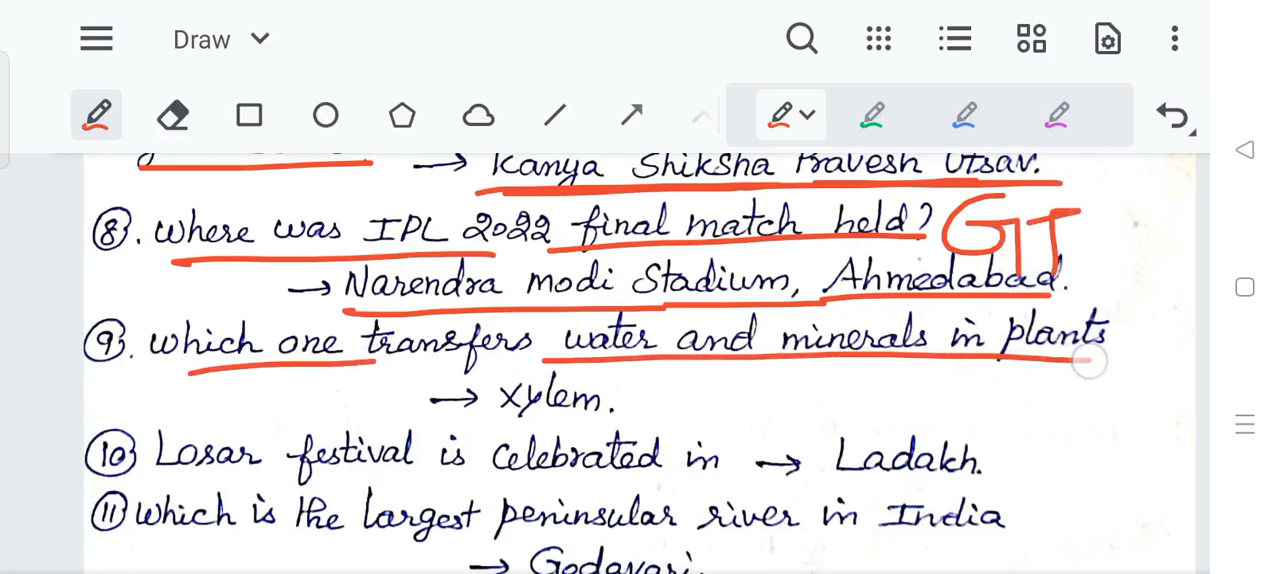 Draw
→ Kanya Shiksha Pravesh Utsav.
⑧. Where was IPL 2022 final match held? GT
→ Narendra Modi Stadium, Ahmedabad.
⑨. Which one transfers water and minerals in plants
→ Xylem.
⑩ Losar festival is celebrated in → Ladakh.
⑪ Which is the largest peninsular river in India
→ Godavari.